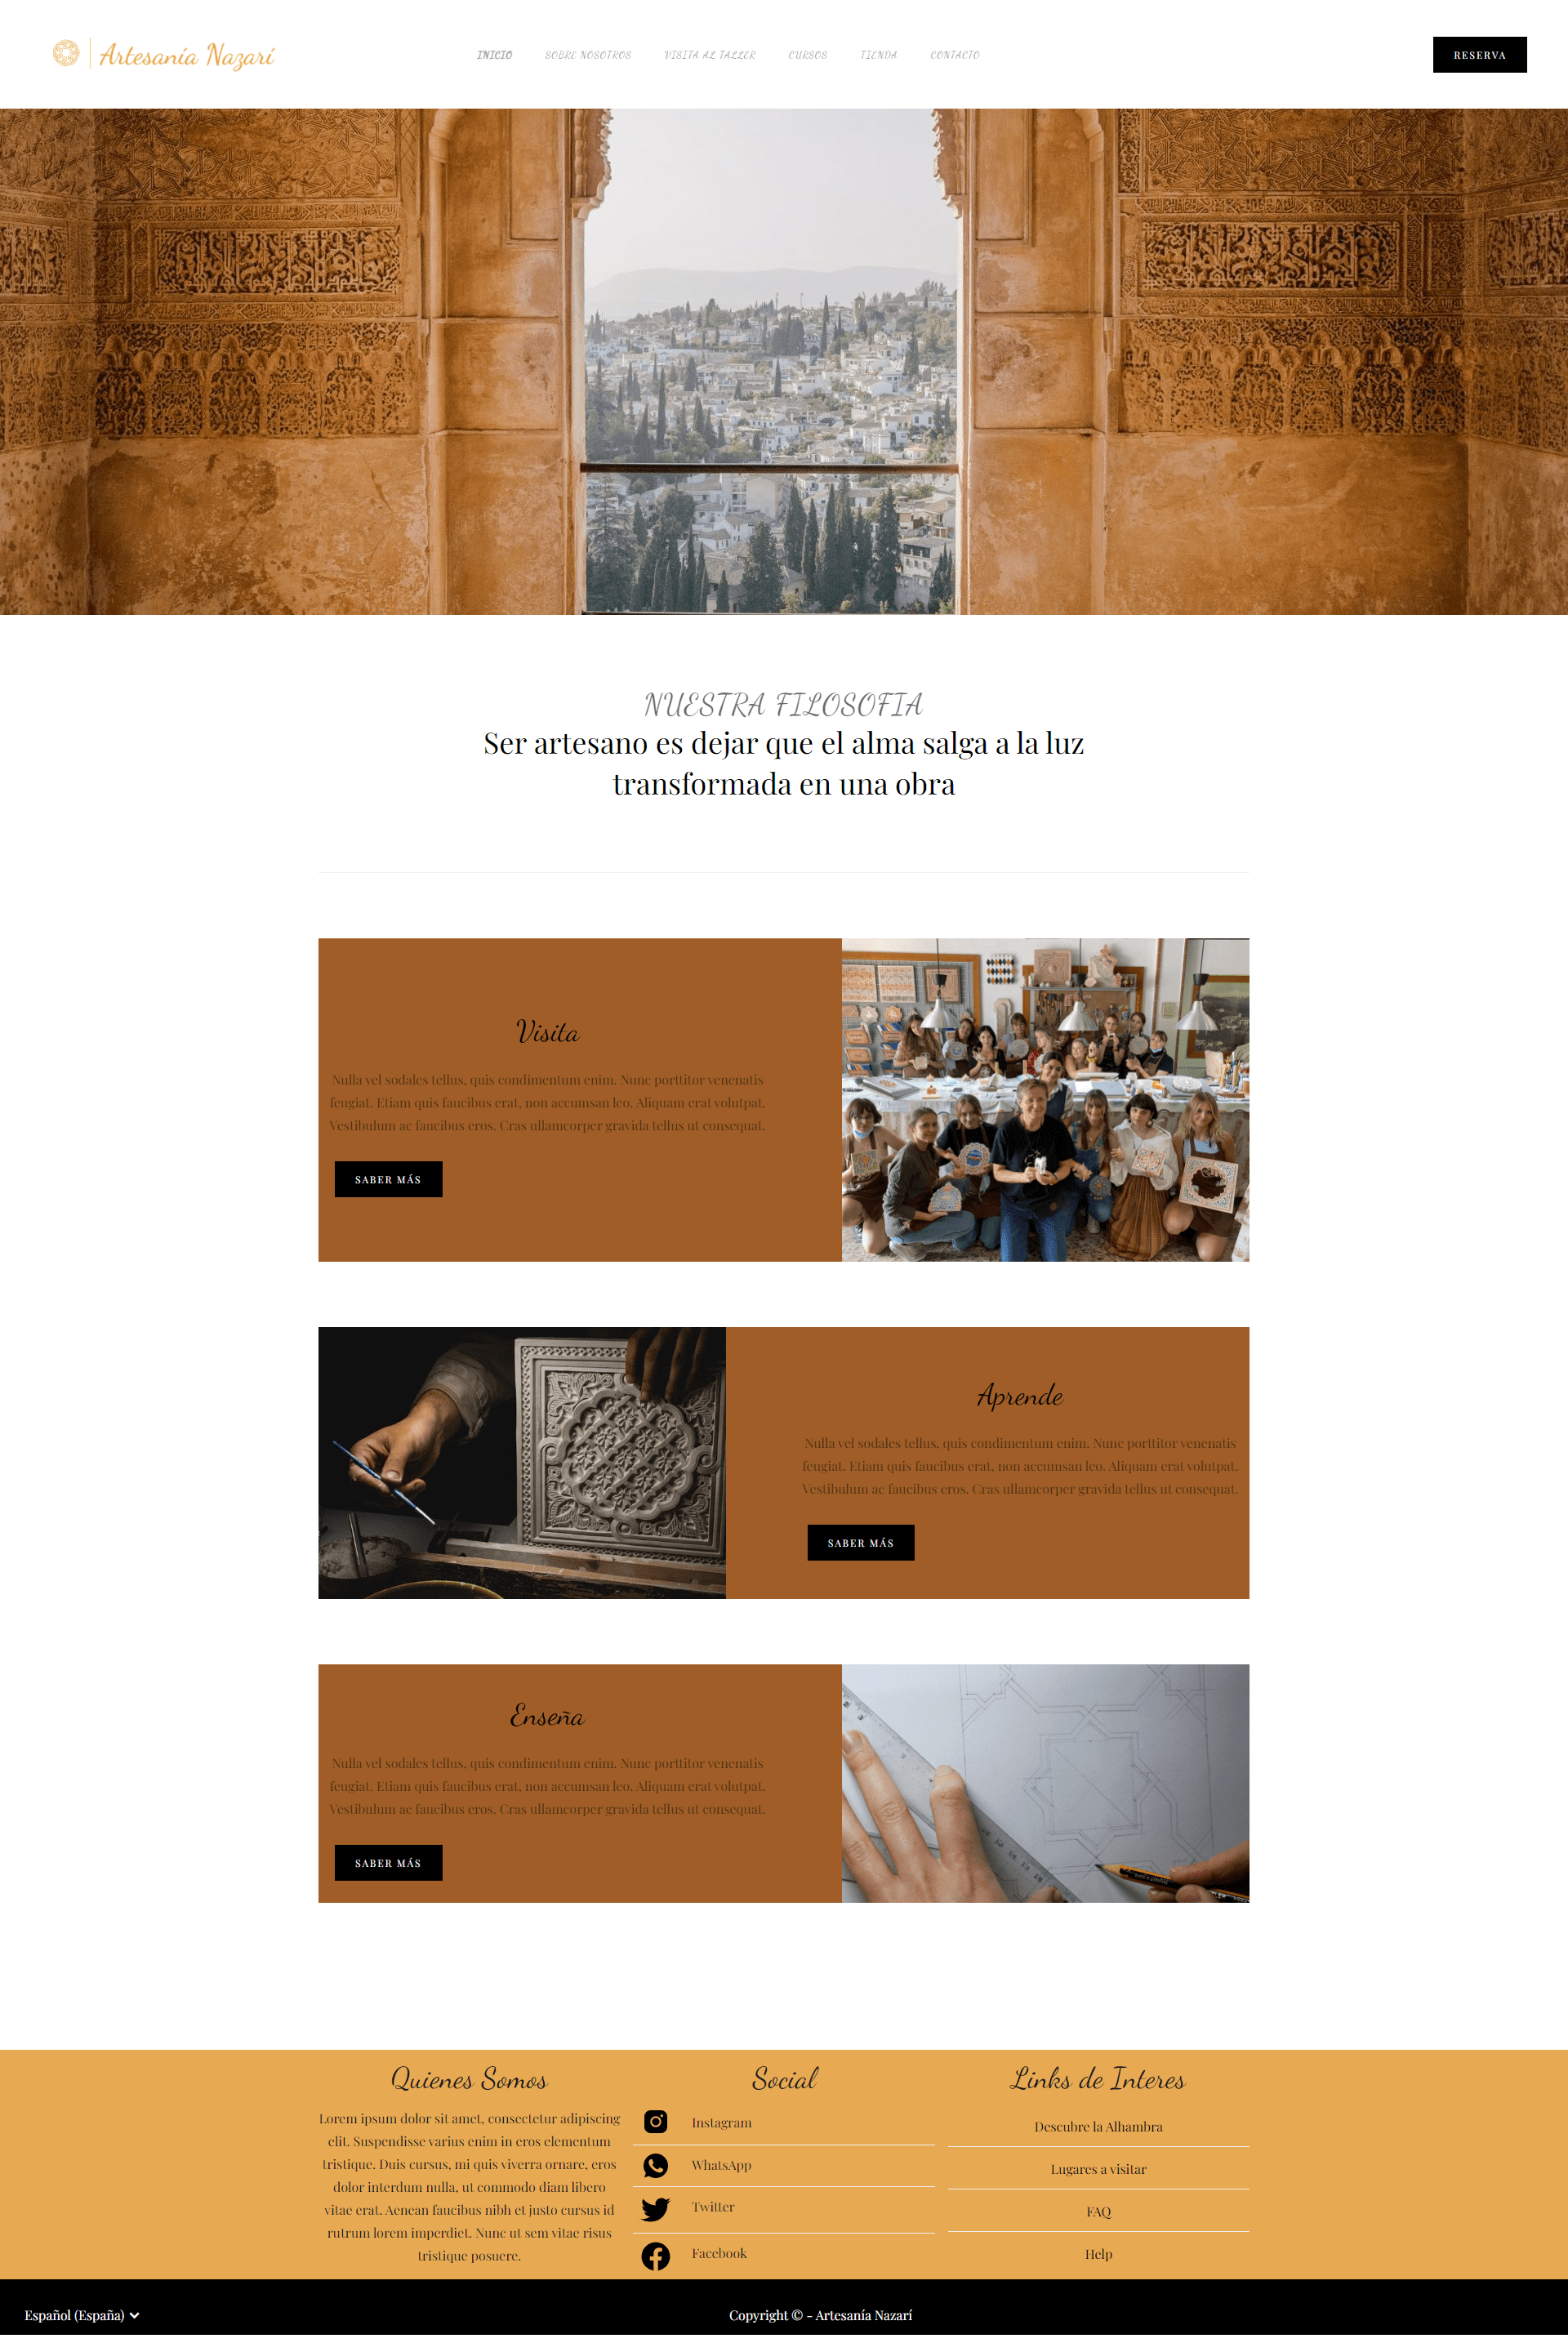 Artesanía Nazarí
INICIO
SOBRE NOSOTROS
VISITA AL TALLER
CURSOS
TIENDA
CONTACTO
RESERVA
NUESTRA FILOSOFIA
Ser artesano es dejar que el alma salga a la luz
transformada en una obra
Visita
Nulla vel sodales tellus, quis condimentum enim. Nunc porttitor venenatis
feugiat. Etiam quis faucibus erat, non accumsan leo. Aliquam erat volutpat.
Vestibulum ac faucibus eros. Cras ullamcorper gravida tellus ut consequat.
SABER MÁS
Aprende
Nulla vel sodales tellus, quis condimentum enim. Nunc porttitor venenatis
feugiat. Etiam quis faucibus erat, non accumsan leo. Aliquam erat volutpat.
Vestibulum ac faucibus eros. Cras ullamcorper gravida tellus ut consequat.
SABER MÁS
Enseña
Nulla vel sodales tellus, quis condimentum enim. Nunc porttitor venenatis
feugiat. Etiam quis faucibus erat, non accumsan leo. Aliquam erat volutpat.
Vestibulum ac faucibus eros. Cras ullamcorper gravida tellus ut consequat.
SABER MÁS
Quienes Somos
Lorem ipsum dolor sit amet, consectetur adipiscing
elit. Suspendisse varius enim in eros elementum
tristique. Duis cursus, mi quis viverra ornare, eros
dolor interdum nulla, ut commodo diam libero
vitae erat. Aenean faucibus nibh et justo cursus id
rutrum lorem imperdiet. Nunc ut sem vitae risus
tristique posuere.
Social
Instagram
WhatsApp
Twitter
Facebook
Links de Interes
Descubre la Alhambra
Lugares a visitar
FAQ
Help
Español (España)
Copyright © - Artesanía Nazarí